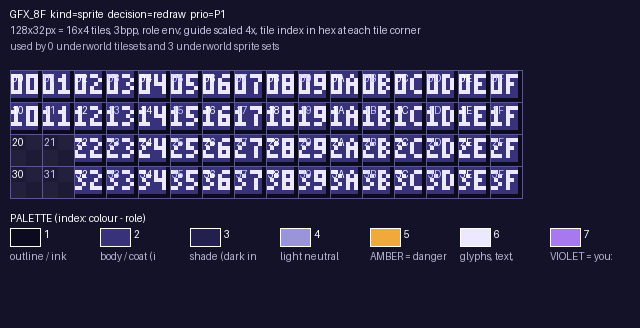 GFX_8F kind=sprite decision=redraw prio=P1
128x32px = 16x4 tiles, 3bpp, role env; guide scaled 4x, tile index in hex at each tile corner
used by 0 underworld tilesets and 3 underworld sprite sets
00 01 02 03 04 05 06 07 08 09 0A 0B 0C 0D 0E 0F
10 11 12 13 14 15 16 17 18 19 1A 1B 1C 1D 1E 1F
20 21 22 23 24 25 26 27 28 29 2A 2B 2C 2D 2E 2F
30 31 32 33 34 35 36 37 38 39 3A 3B 3C 3D 3E 3F
PALETTE (index: colour - role)
1 2 3 4 5 6 7
outline / ink body / coat (i shade (dark in light neutral AMBER = danger glyphs, text, VIOLET = you: